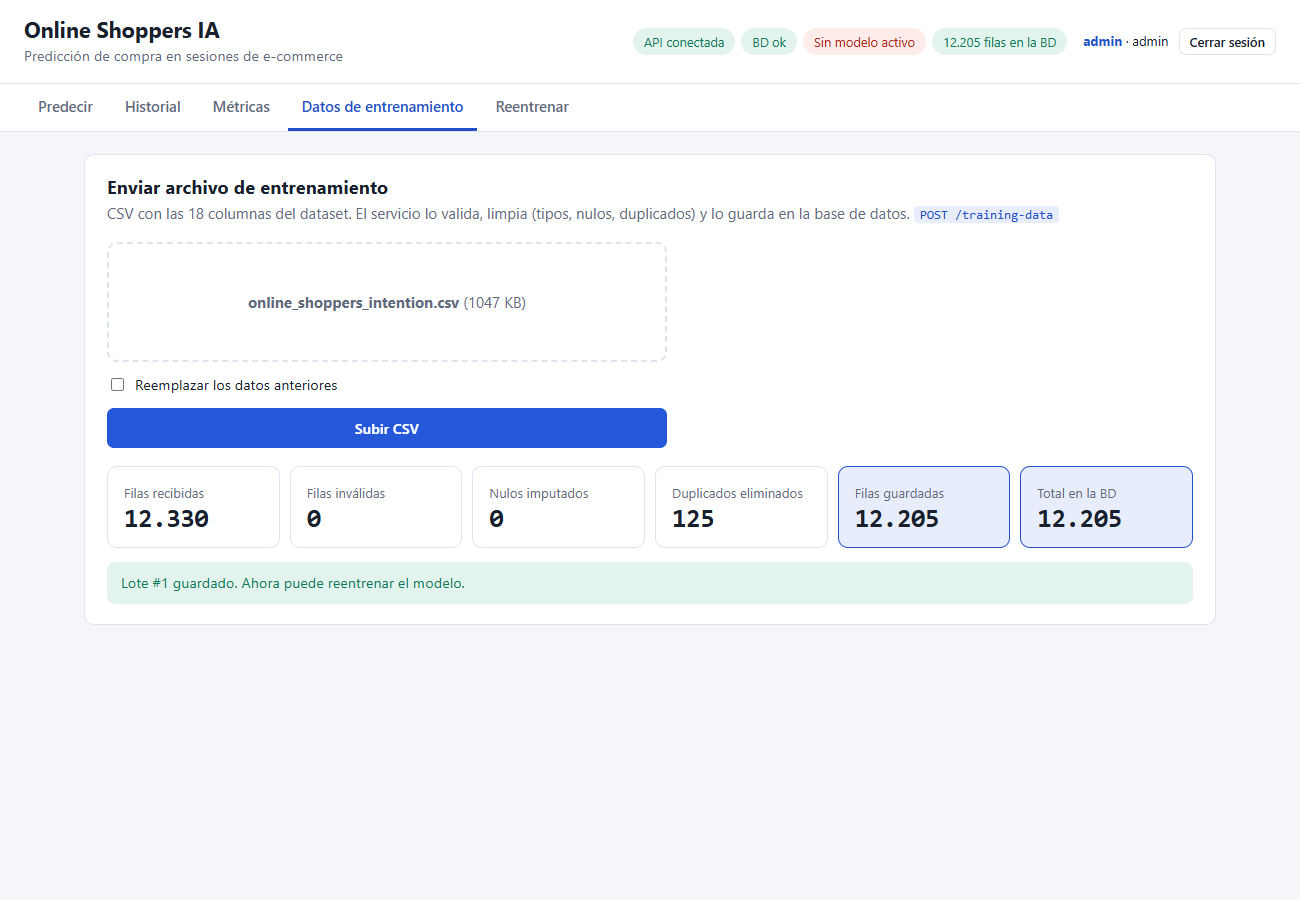 Online Shoppers IA
Predicción de compra en sesiones de e-commerce
API conectada
BD ok
Sin modelo activo
12.205 filas en la BD
admin · admin
Cerrar sesión
Predecir
Historial
Métricas
Datos de entrenamiento
Reentrenar
Enviar archivo de entrenamiento
CSV con las 18 columnas del dataset. El servicio lo valida, limpia (tipos, nulos, duplicados) y lo guarda en la base de datos. POST /training-data
online_shoppers_intention.csv (1047 KB)
Reemplazar los datos anteriores
Subir CSV
Filas recibidas
12.330
Filas inválidas
0
Nulos imputados
0
Duplicados eliminados
125
Filas guardadas
12.205
Total en la BD
12.205
Lote #1 guardado. Ahora puede reentrenar el modelo.